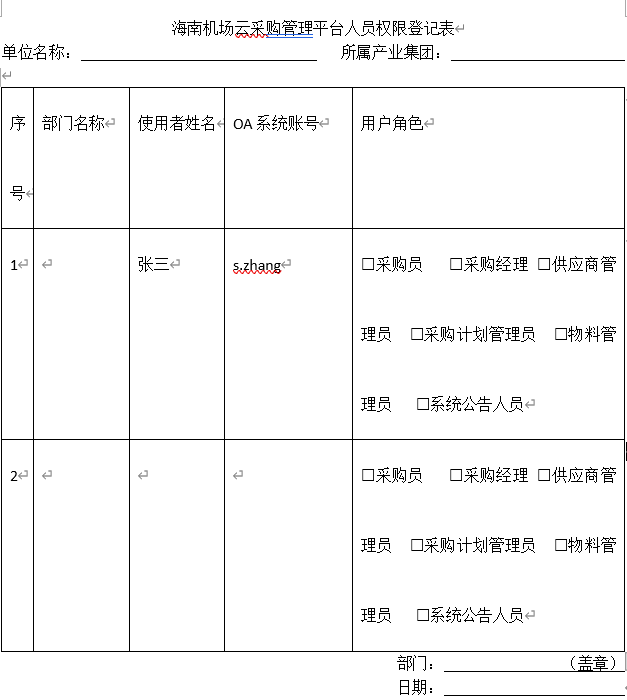 海南机场云采购管理平台人员权限登记表
单位名称： 所属产业集团：
序号 部门名称 使用者姓名 OA 系统账号 用户角色
1 张三 s.zhang ☐采购员 ☐采购经理 ☐供应商管
理员 ☐采购计划管理员 ☐物料管
理员 ☐系统公告人员
2 ☐采购员 ☐采购经理 ☐供应商管
理员 ☐采购计划管理员 ☐物料管
理员 ☐系统公告人员
部门： （盖章）
日期：